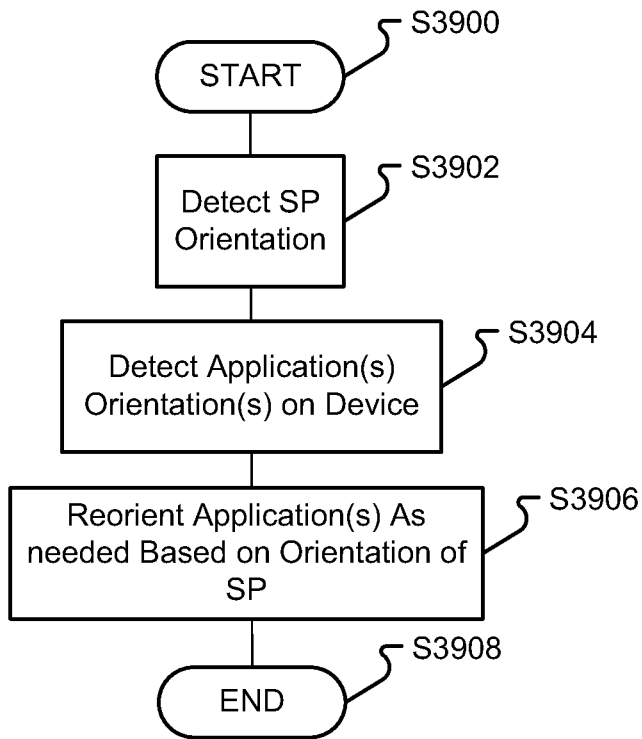 S3900
START
S3902
Detect SP
Orientation
S3904
Detect Application(s)
Orientation(s) on Device
S3906
Reorient Application(s) As
needed Based on Orientation of
SP
S3908
END